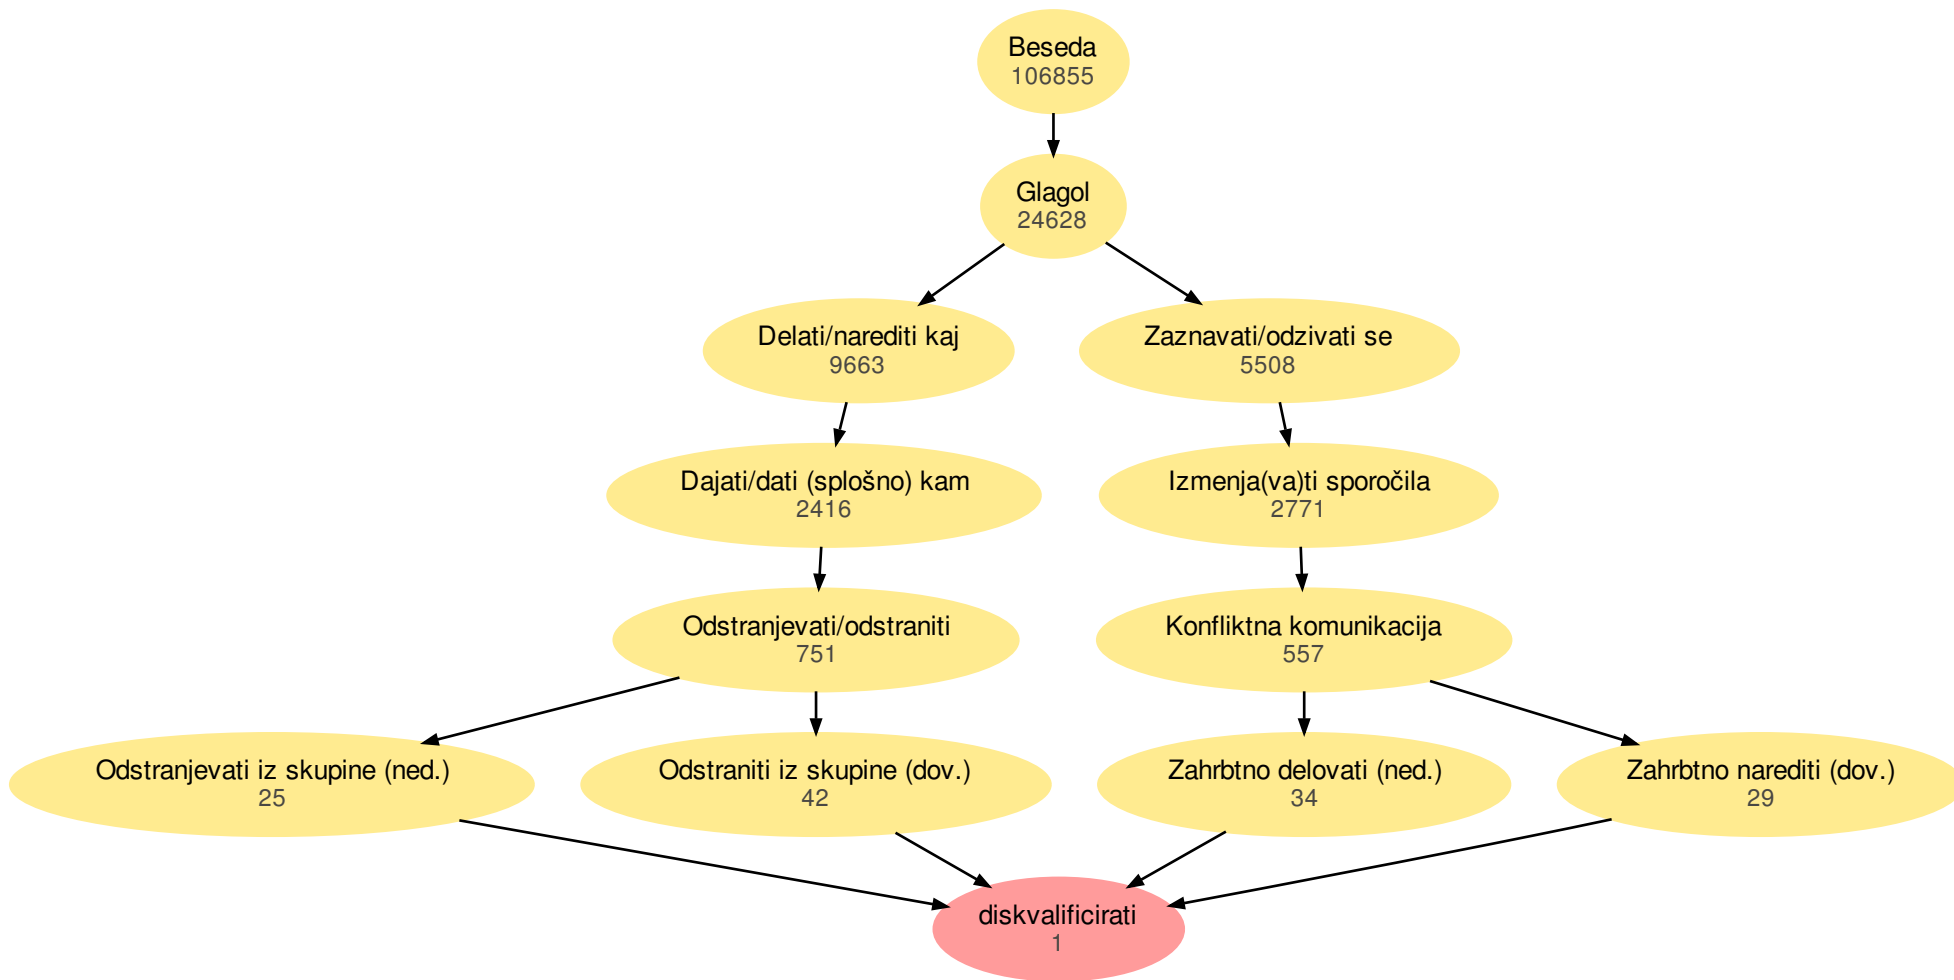 Beseda
106855
Glagol
24628
Delati/narediti kaj
9663
Zaznavati/odzivati se
5508
Dajati/dati (splošno) kam
2416
Izmenja(va)ti sporočila
2771
Odstranjevati/odstraniti
751
Konfliktna komunikacija
557
Odstranjevati iz skupine (ned.)
25
Odstraniti iz skupine (dov.)
42
Zahrbtno delovati (ned.)
34
Zahrbtno narediti (dov.)
29
diskvalificirati
1